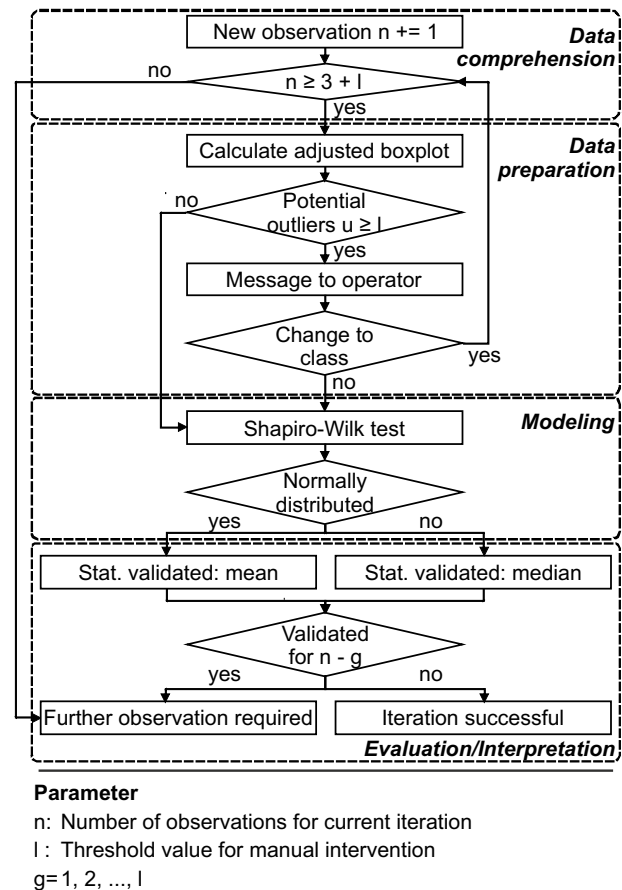 New observation n += 1
Data
comprehension
no
n ≥ 3 + l
yes
Calculate adjusted boxplot
Data
preparation
no
Potential
outliers u ≥ l
yes
Message to operator
Change to
class
yes
no
Shapiro-Wilk test
Modeling
Normally
distributed
yes
no
Stat. validated: mean
Stat. validated: median
Validated
for n - g
yes
no
Further observation required
Iteration successful
Evaluation/Interpretation
Parameter
n: Number of observations for current iteration
l : Threshold value for manual intervention
g= 1, 2, ..., l